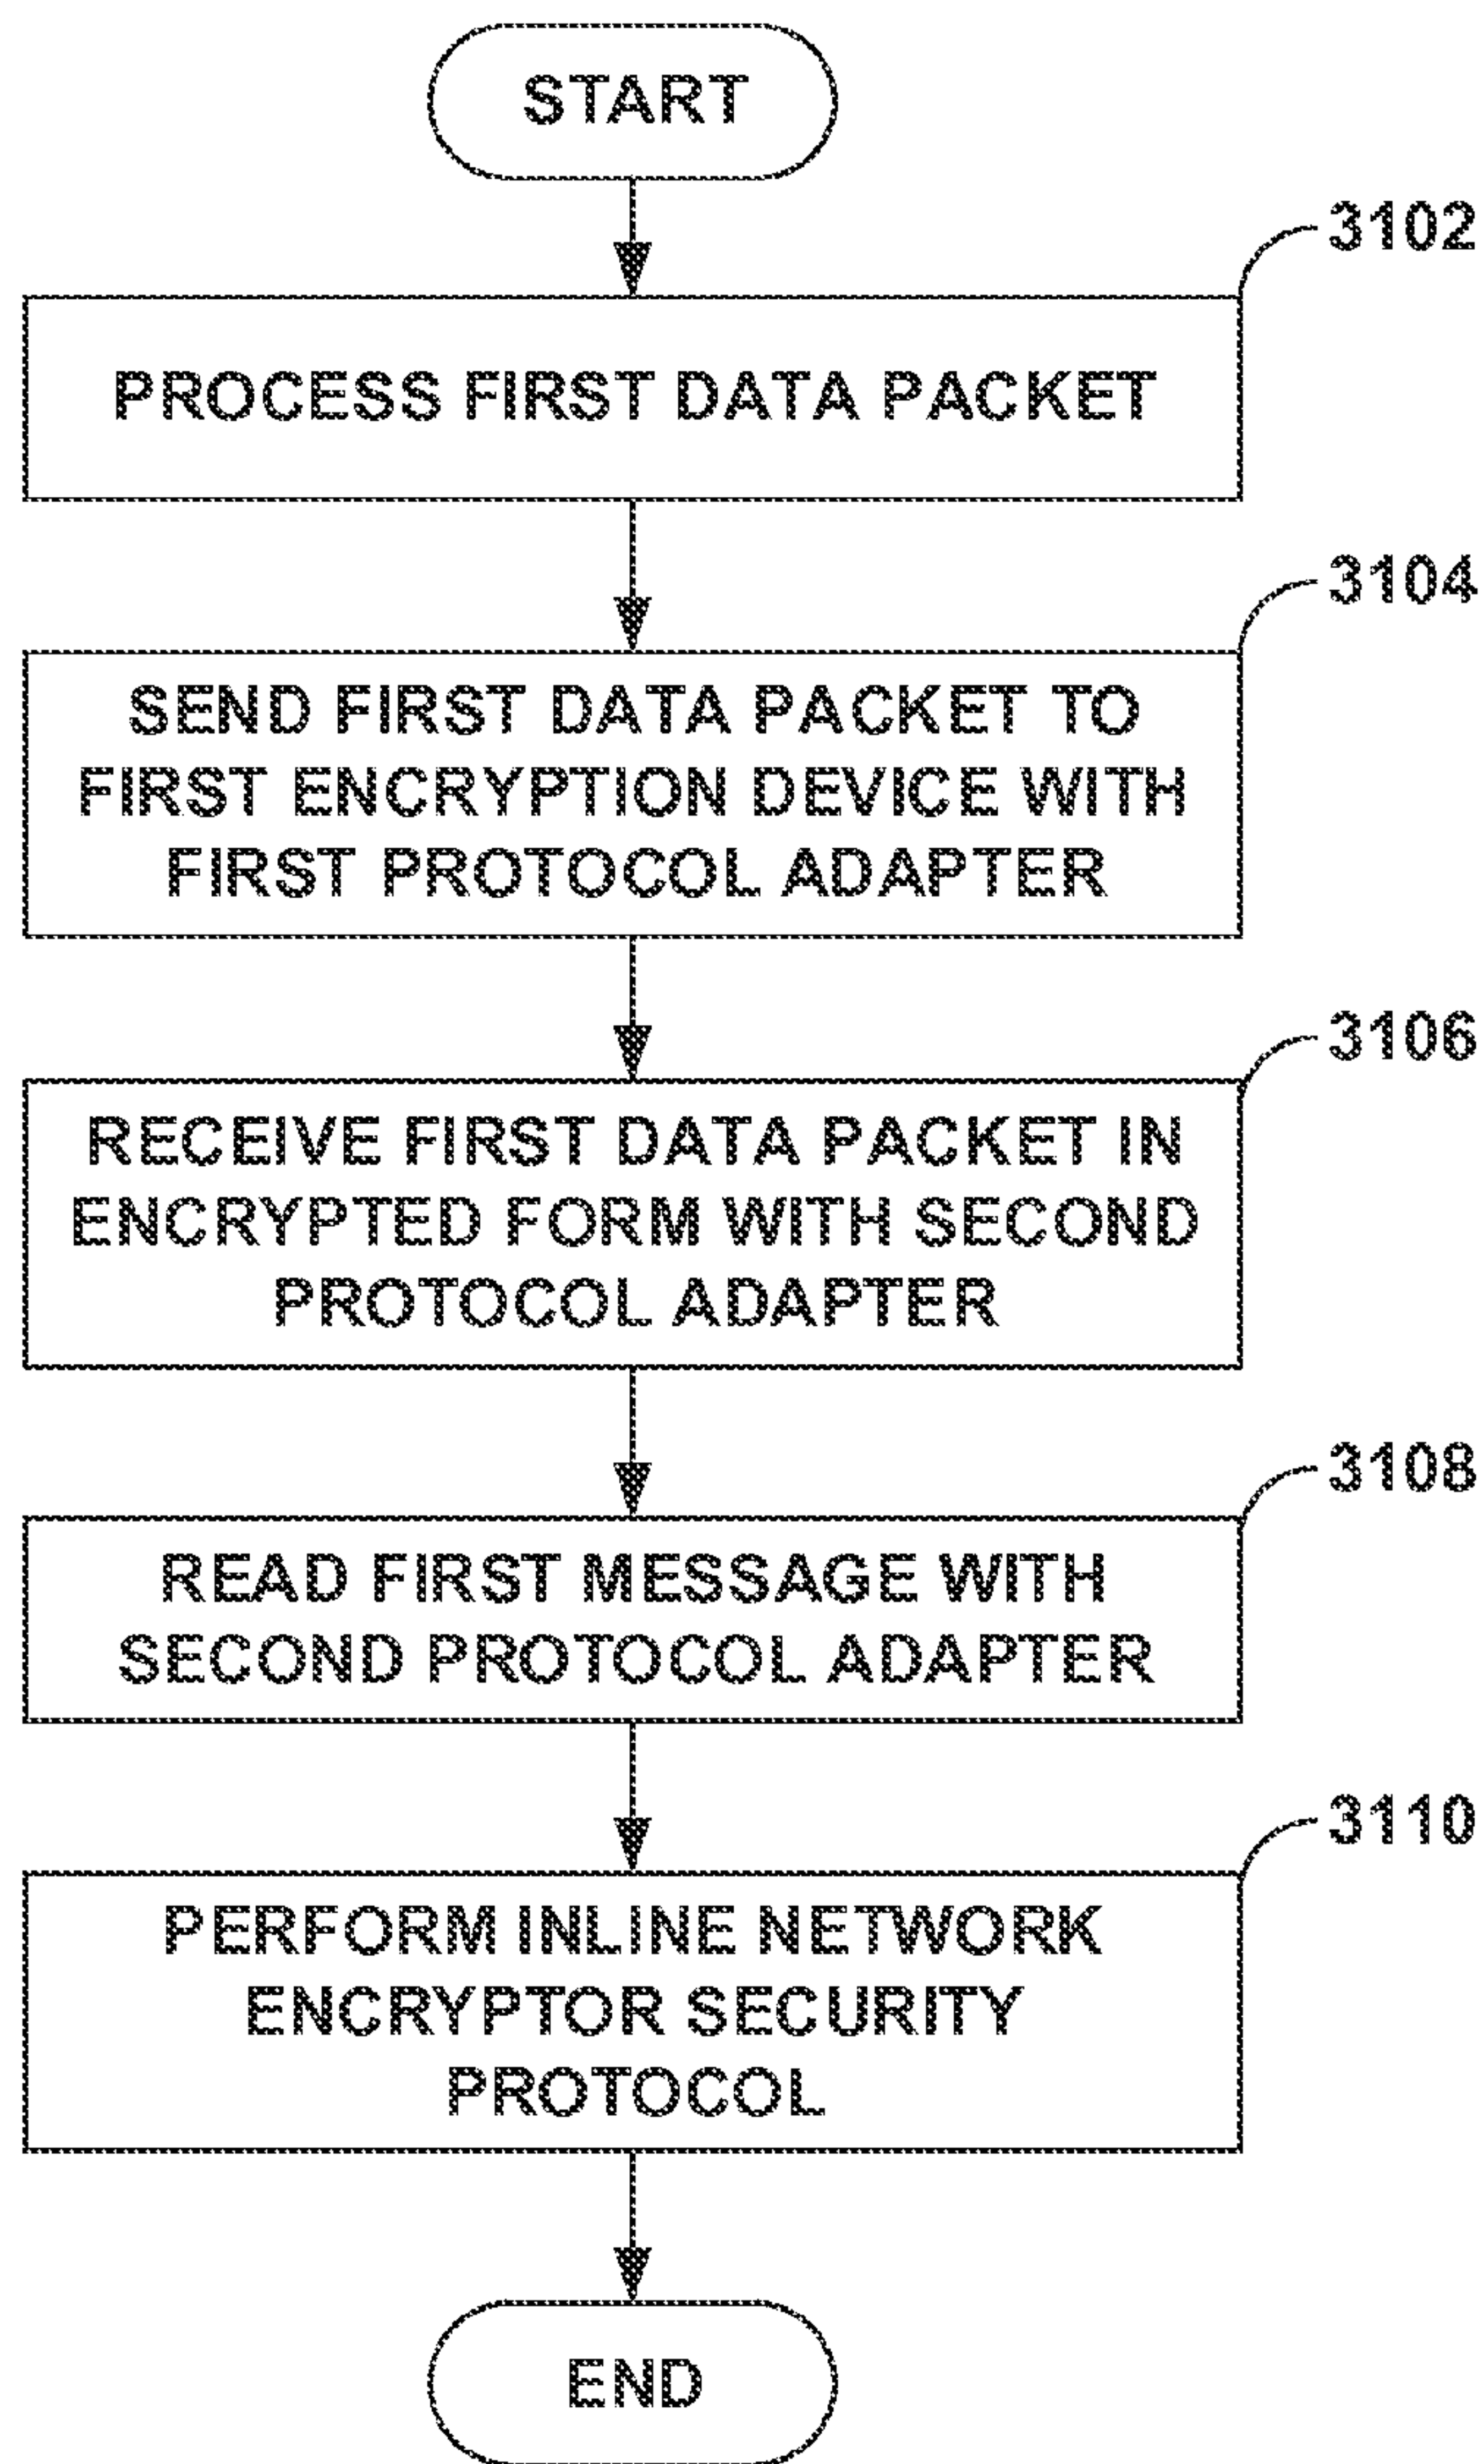 START
3102
PROCESS FIRST DATA PACKET
3104
SEND FIRST DATA PACKET TO
FIRST ENCRYPTION DEVICE WITH
FIRST PROTOCOL ADAPTER
3106
RECEIVE FIRST DATA PACKET IN
ENCRYPTED FORM WITH SECOND
PROTOCOL ADAPTER
3108
READ FIRST MESSAGE WITH
SECOND PROTOCOL ADAPTER
3110
PERFORM INLINE NETWORK
ENCRYPTOR SECURITY
PROTOCOL
END